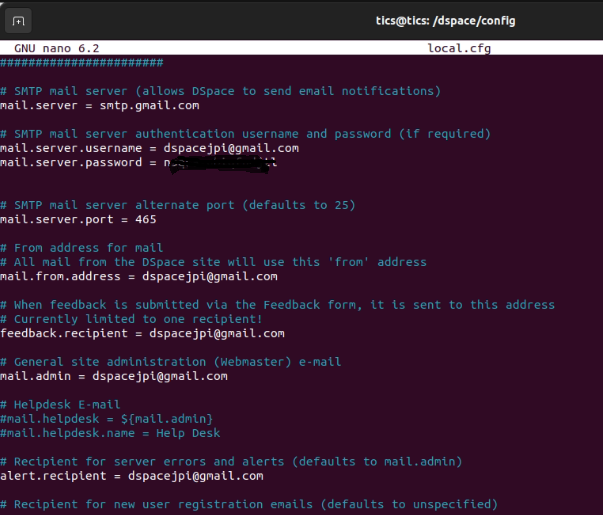 tics@tics: /dspace/config
GNU nano 6.2 local.cfg
#######################
# SMTP mail server (allows DSpace to send email notifications)
mail.server = smtp.gmail.com
# SMTP mail server authentication username and password (if required)
mail.server.username = dspacejpi@gmail.com
mail.server.password =
# SMTP mail server alternate port (defaults to 25)
mail.server.port = 465
# From address for mail
# All mail from the DSpace site will use this 'from' address
mail.from.address = dspacejpi@gmail.com
# When feedback is submitted via the Feedback form, it is sent to this address
# Currently limited to one recipient!
feedback.recipient = dspacejpi@gmail.com
# General site administration (Webmaster) e-mail
mail.admin = dspacejpi@gmail.com
# Helpdesk E-mail
#mail.helpdesk = ${mail.admin}
#mail.helpdesk.name = Help Desk
# Recipient for server errors and alerts (defaults to mail.admin)
alert.recipient = dspacejpi@gmail.com
# Recipient for new user registration emails (defaults to unspecified)